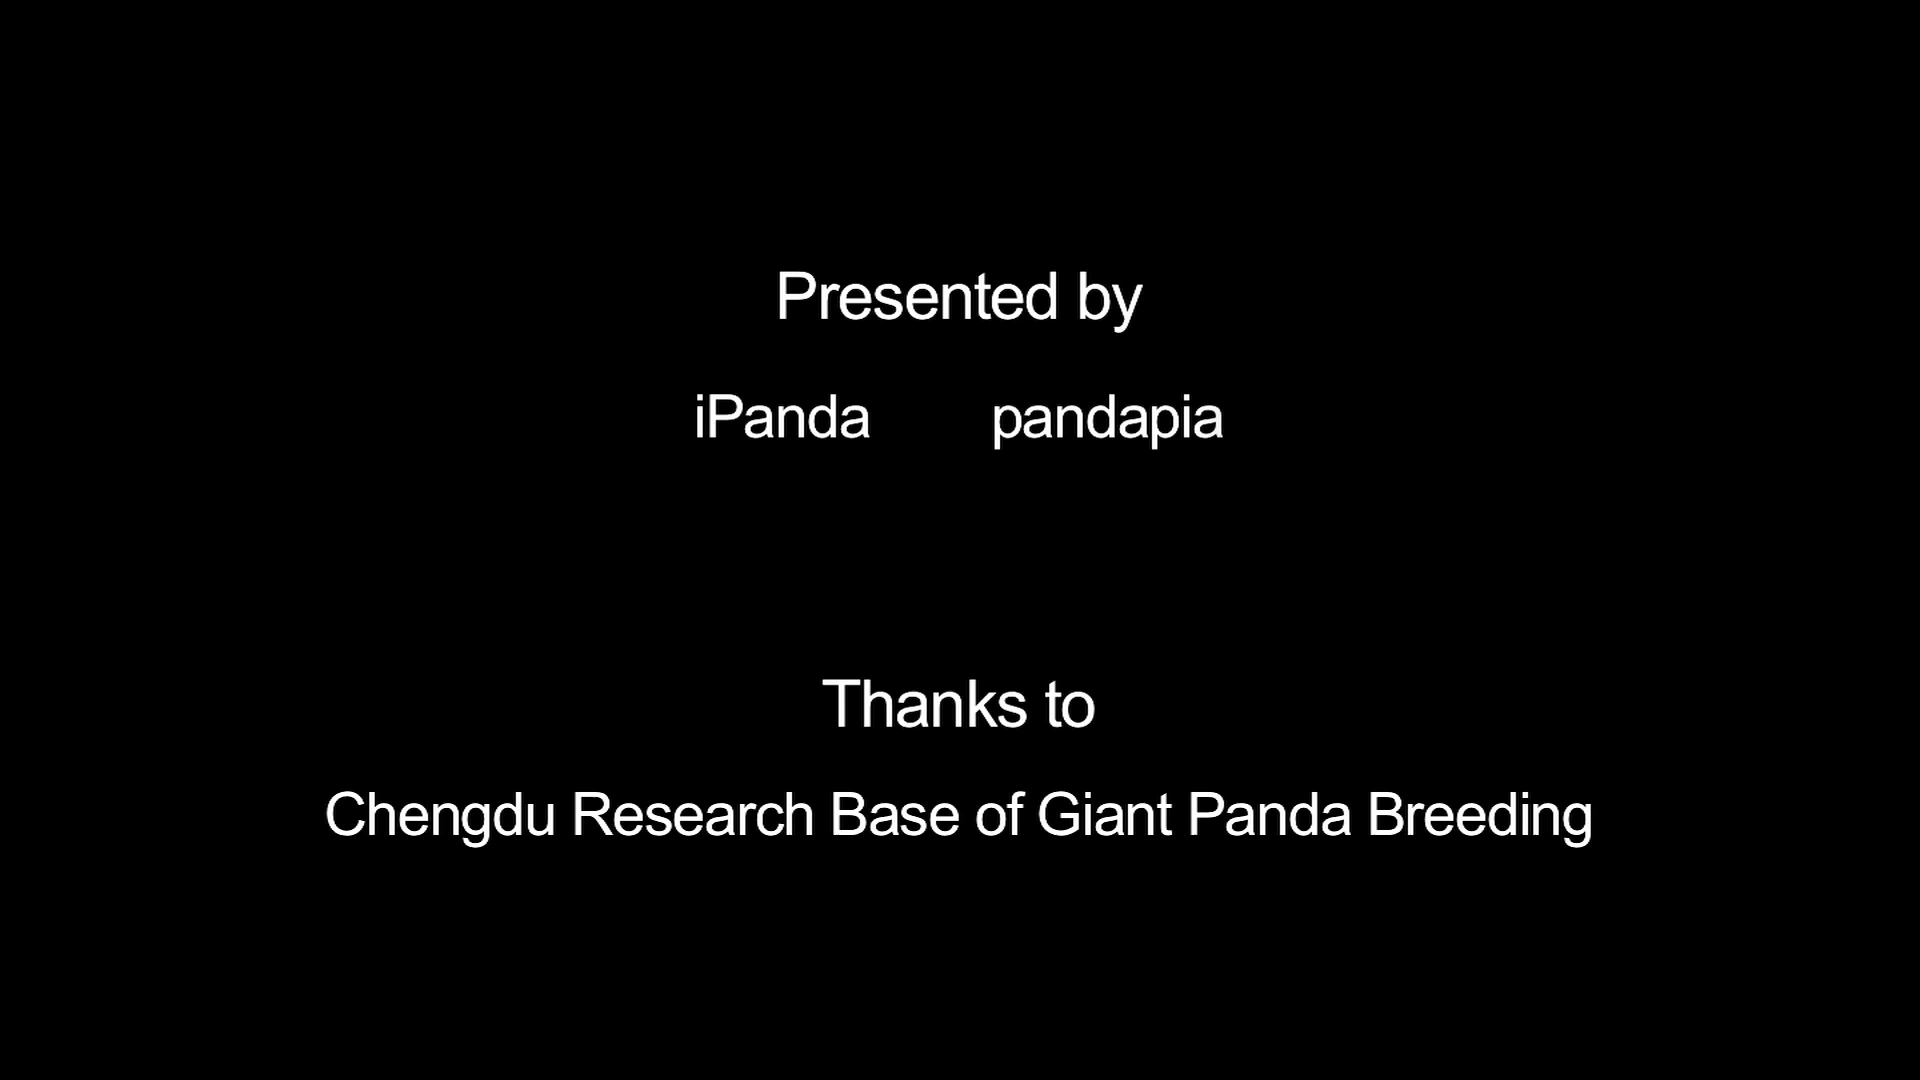 Presented by
iPanda pandapia
Thanks to
Chengdu Research Base of Giant Panda Breeding